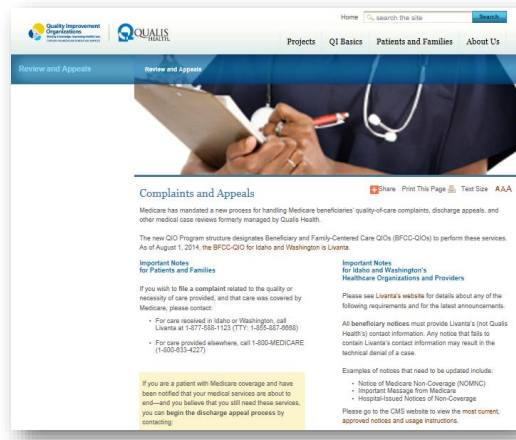 Quality Improvement
Organizations
QUALIS
HEALTH
Home
search the site
Search
Projects
QI Basics
Patients and Families
About Us
Review and Appeals
Review and Appeals
Complaints and Appeals
Share Print This Page Text Size AAA
Medicare has mandated a new process for handling Medicare beneficiaries' quality-of-care complaints, discharge appeals, and
other medical case reviews formerly managed by Qualis Health.
The new QIO Program structure designates Beneficiary and Family-Centered Care QIOs (BFCC-QIOs) to perform these services.
As of August 1, 2014, the BFCC-QIO for Idaho and Washington is Livanta.
Important Notes
for Patients and Families
If you wish to file a complaint related to the quality or
necessity of care provided, and that care was covered by
Medicare, please contact:
• For care received in Idaho or Washington, call
Livanta at 1-877-588-1123 (TTY: 1-855-887-6668)
• For care provided elsewhere, call 1-800-MEDICARE
(1-800-633-4227)
If you are a patient with Medicare coverage and have
been notified that your medical services are about to
end—and you believe that you still need these services,
you can begin the discharge appeal process by
contacting:
Important Notes
for Idaho and Washington's
Healthcare Organizations and Providers
Please see Livanta's website for details about any of the
following requirements and for the latest announcements.
All beneficiary notices must provide Livanta's (not Qualis
Health's) contact information. Any notice that fails to
contain Livanta's contact information may result in the
technical denial of a case.
Examples of notices that need to be updated include:
• Notice of Medicare Non-Coverage (NOMNC)
• Important Message from Medicare
• Hospital-Issued Notices of Non-Coverage
Please go to the CMS website to view the most current,
approved notices and usage instructions.